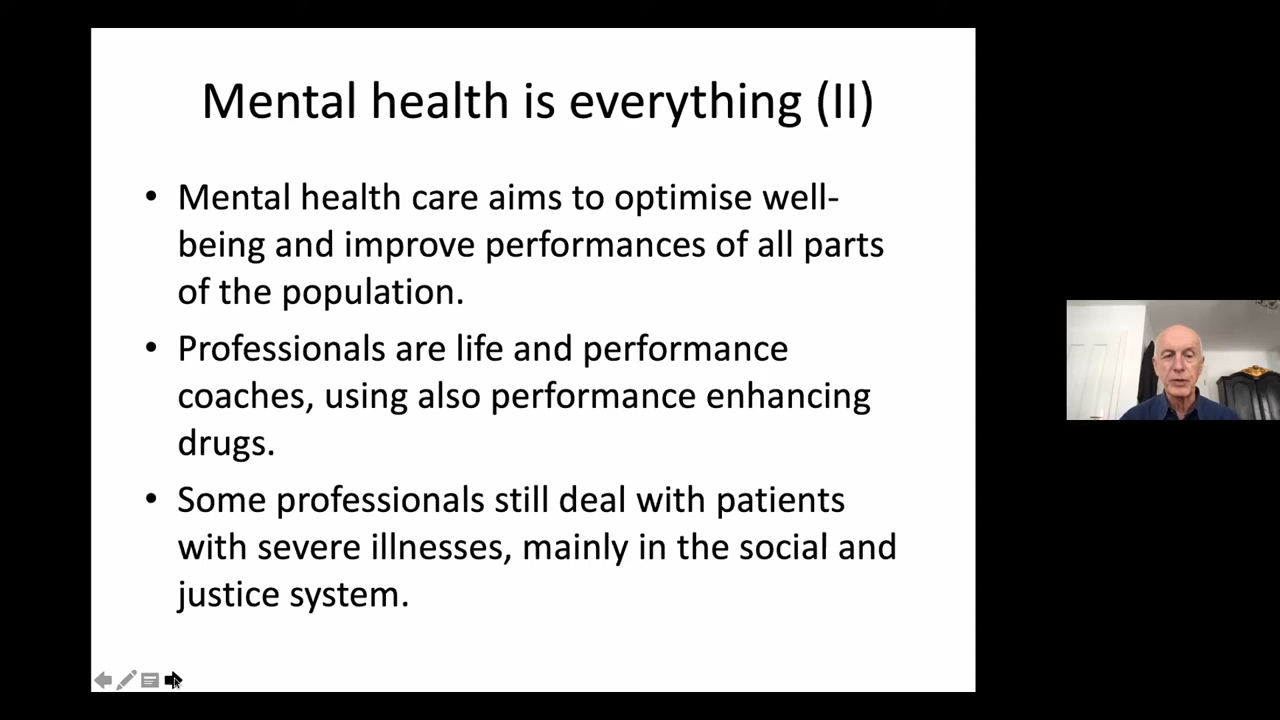 Mental health is everything (II)
• Mental health care aims to optimise well-
being and improve performances of all parts
of the population.
• Professionals are life and performance
coaches, using also performance enhancing
drugs.
• Some professionals still deal with patients
with severe illnesses, mainly in the social and
justice system.